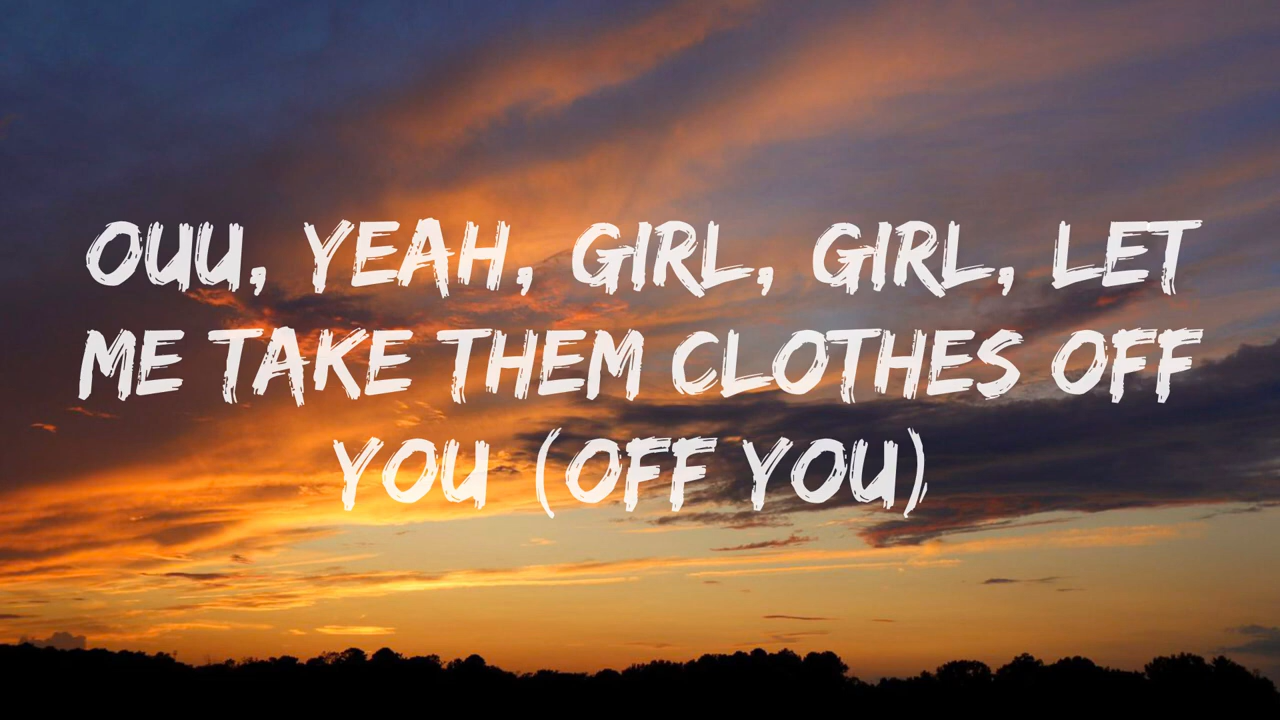 OUU, YEAH, GIRL, GIRL, LET
ME TAKE THEM CLOTHES OFF
YOU (OFF YOU)